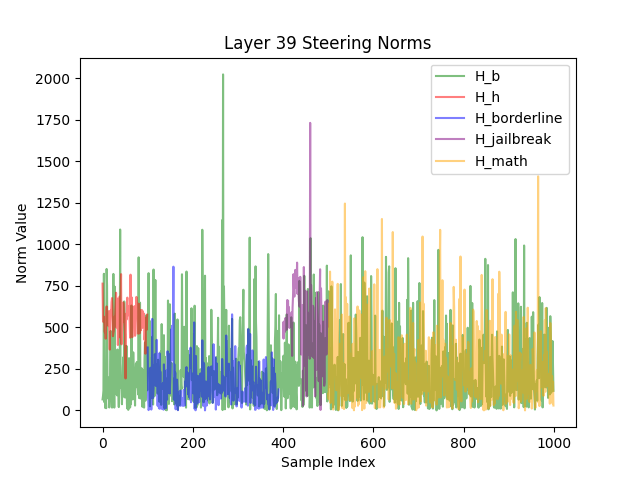 Layer 39 Steering Norms
Norm Value
2000
1750
1500
1250
1000
750
500
250
0
H_b
H_h
H_borderline
H_jailbreak
H_math
0 200 400 600 800 1000
Sample Index